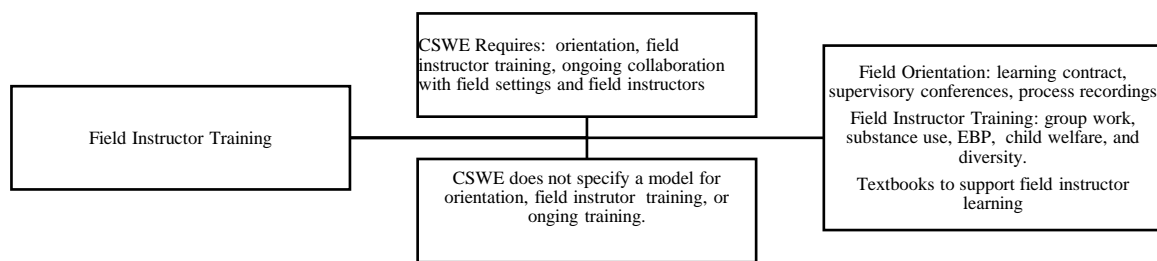 Field Instructor Training
CSWE Requires:  orientation, field
instructor training, ongoing collaboration
with field settings and field instructors
CSWE does not specify a model for
orientation, field instrutor  training, or
onging training.
Field Orientation: learning contract,
supervisory conferences, process recordings
Field Instructor Training: group work,
substance use, EBP,  child welfare, and
diversity.
Textbooks to support field instructor
learning